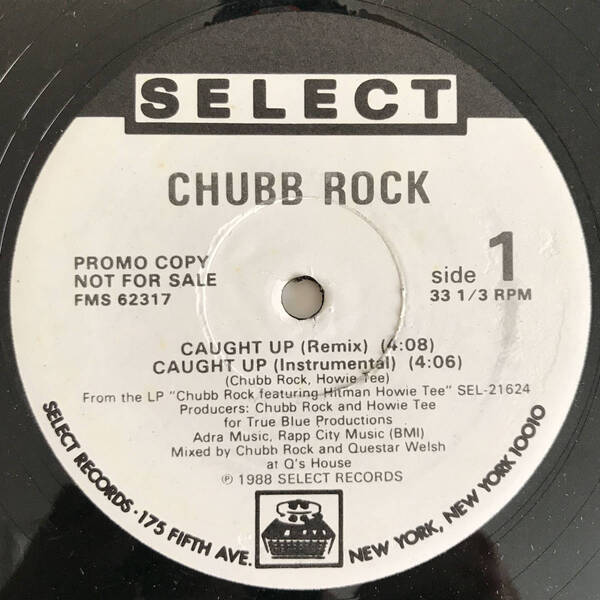 SELECT
CHUBB ROCK
PROMO COPY
NOT FOR SALE
FMS 62317
side 1
33 1/3 RPM
CAUGHT UP (Remix) (4:08)
CAUGHT UP (Instrumental) (4:06)
(Chubb Rock, Howie Tee)
From the LP "Chubb Rock featuring Hitman Howie Tee" SEL-21624
Producers: Chubb Rock and Howie Tee
for True Blue Productions
Adra Music, Rapp City Music (BMI)
Mixed by Chubb Rock and Questar Welsh
at Q's House
℗ 1988 SELECT RECORDS
SELECT RECORDS · 175 FIFTH AVE. NEW YORK, NEW YORK 10010